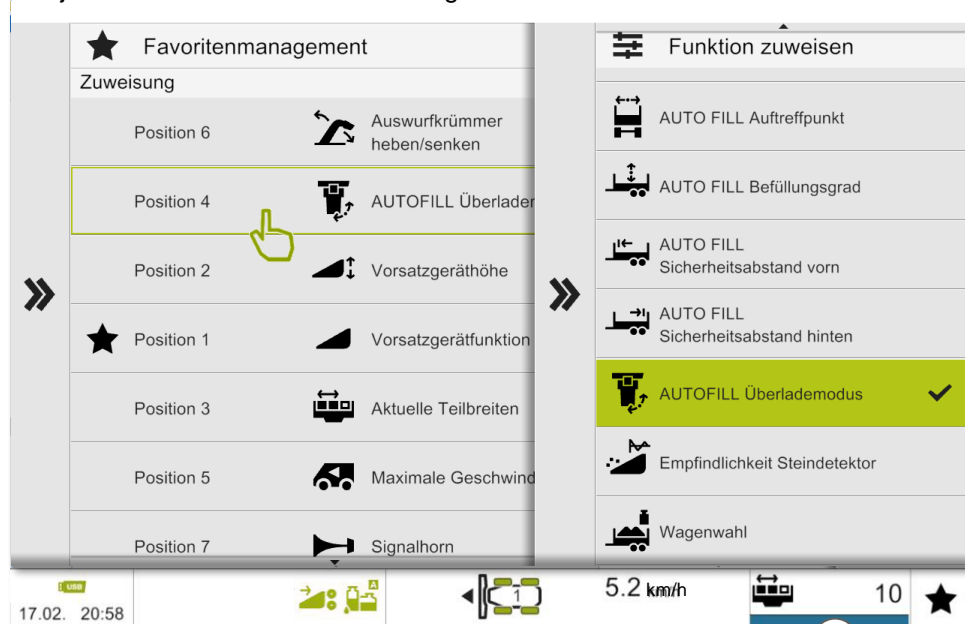 Favoritenmanagement
Zuweisung
Position 6
Auswurfkrümmer
heben/senken
Position 4
AUTOFILL Überlader
Position 2
Vorsatzgeräthöhe
Position 1
Vorsatzgerätfunktion
Position 3
Aktuelle Teilbreiten
Position 5
Maximale Geschwind
Position 7
Signalhorn
Funktion zuweisen
AUTO FILL Auftreffpunkt
AUTO FILL Befüllungsgrad
AUTO FILL
Sicherheitsabstand vorn
AUTO FILL
Sicherheitsabstand hinten
AUTOFILL Überlademodus
Empfindlichkeit Steindetektor
Wagenwahl
USB
17.02. 20:58
A
1
5.2 km/h
10